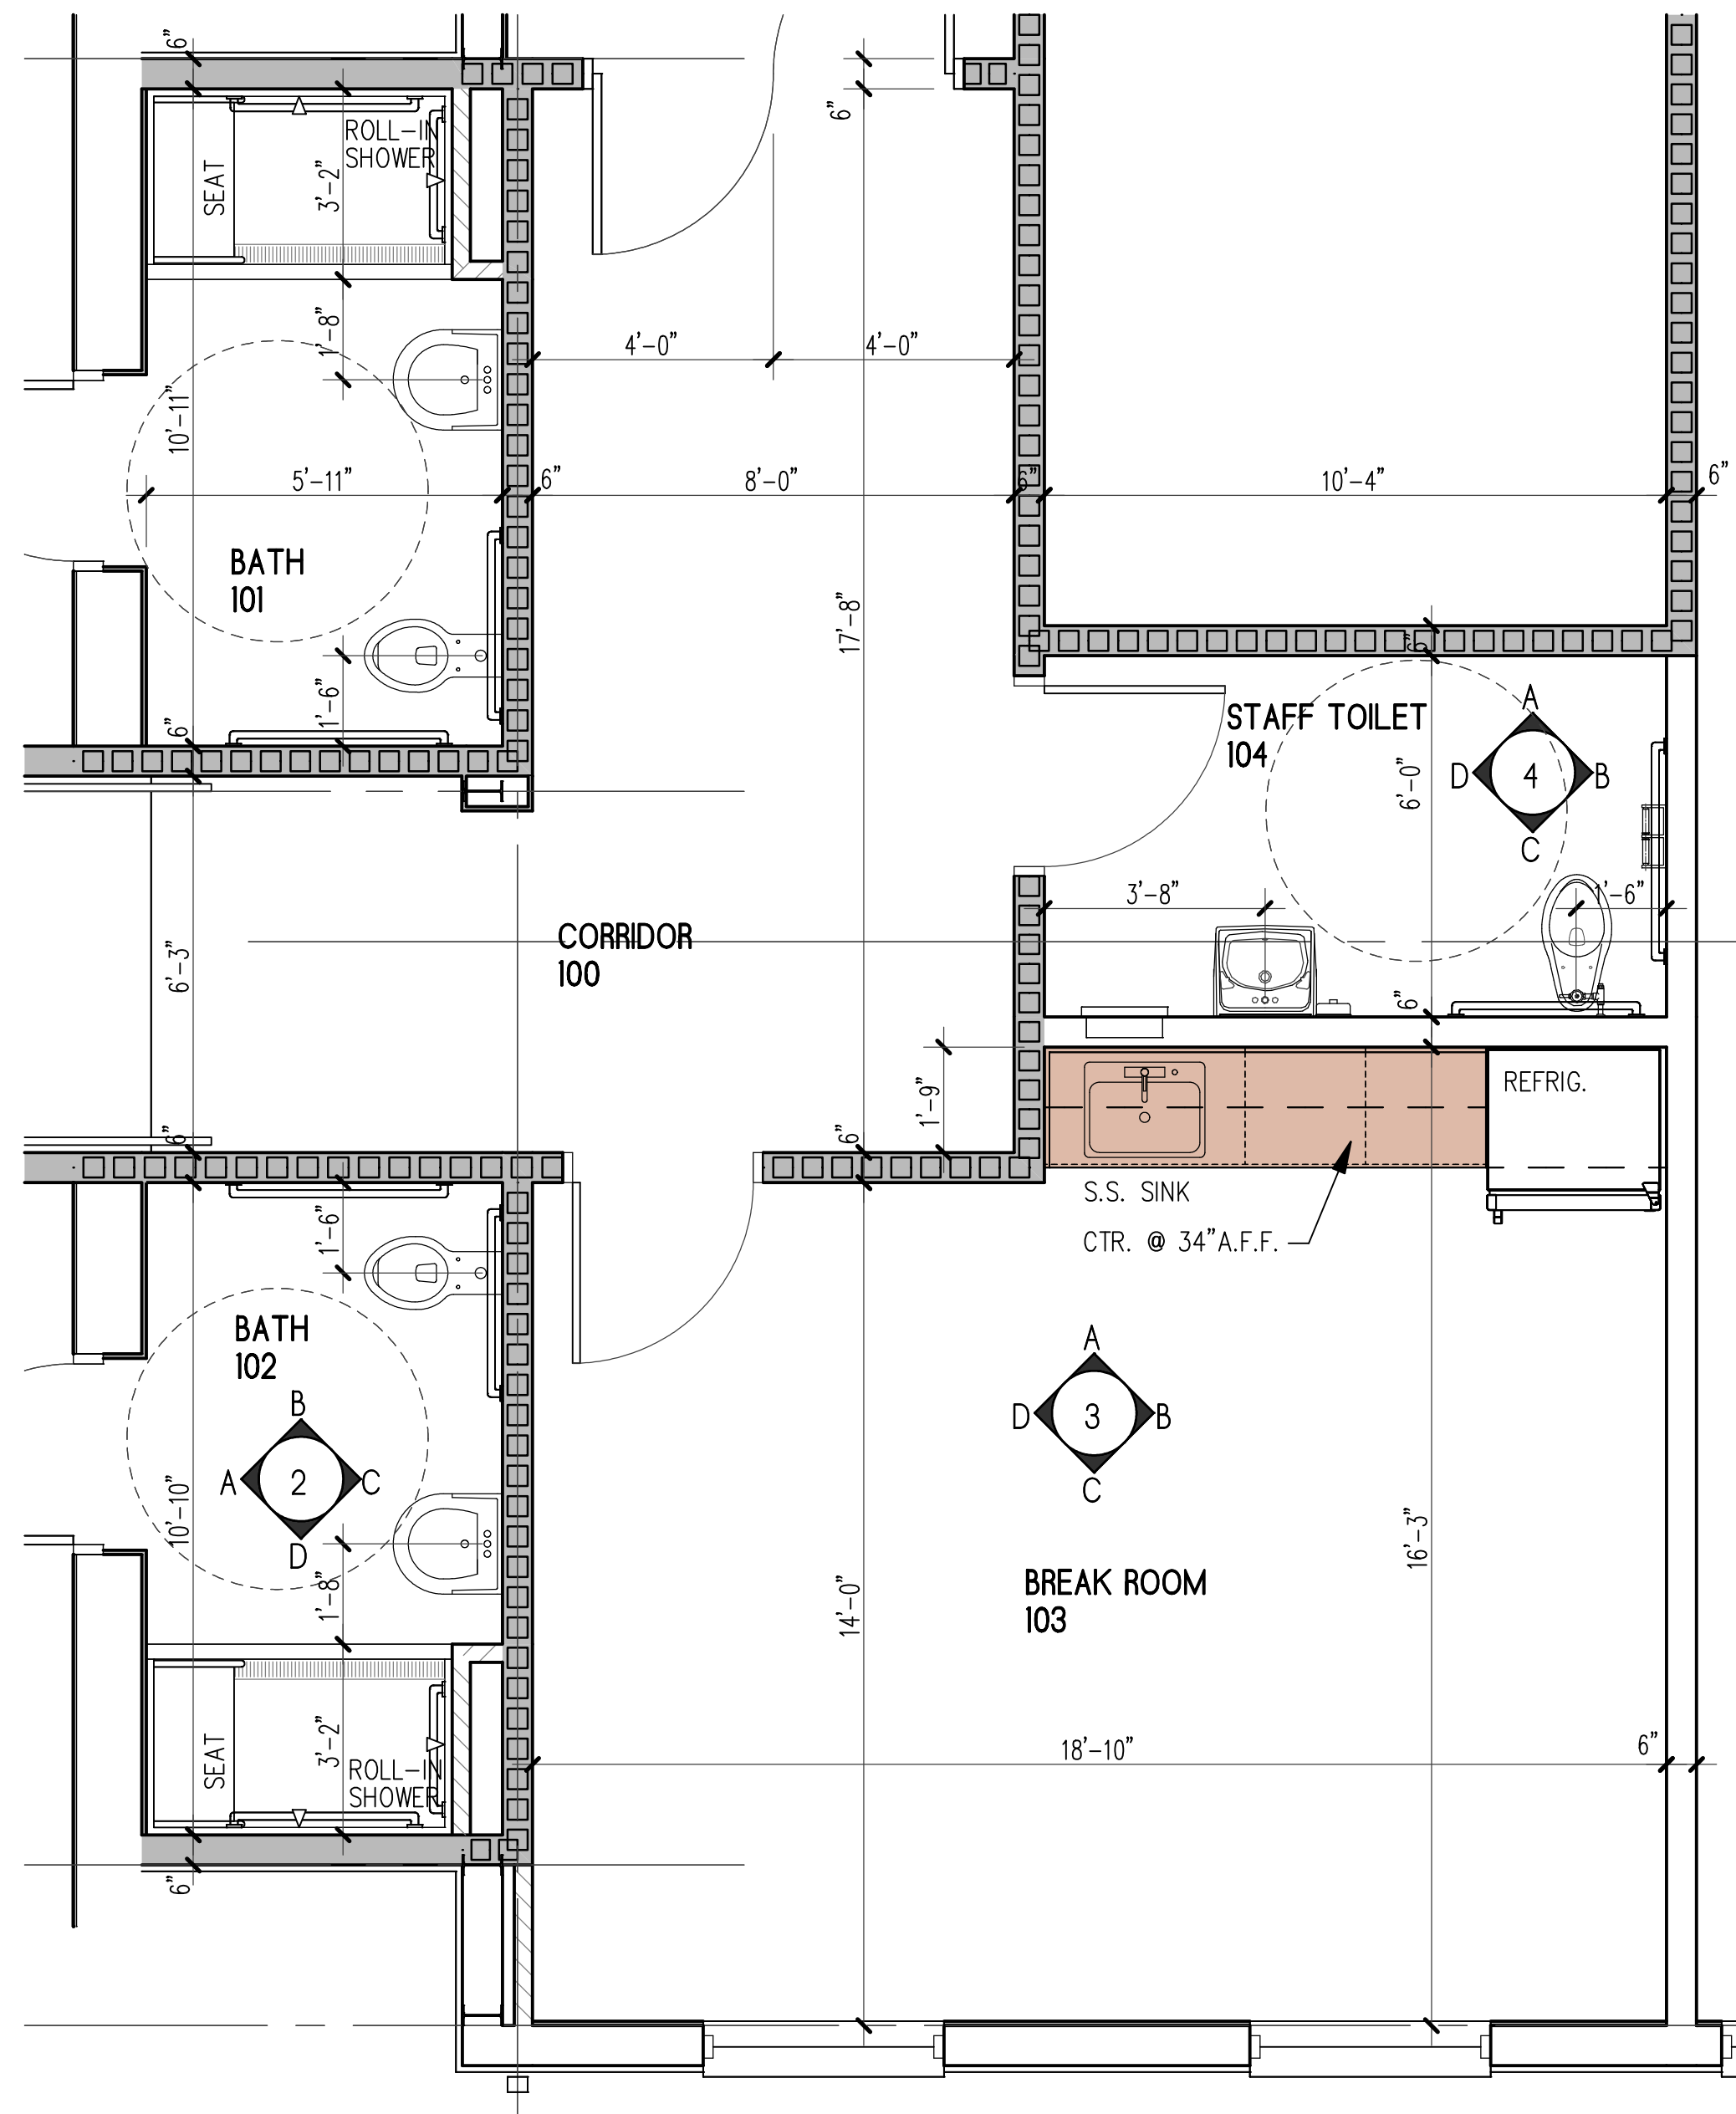 6"
6"
ROLL-IN
SHOWER
SEAT
3'-2"
1'-8"
4'-0"
4'-0"
10'-11"
5'-11"
6"
8'-0"
6"
10'-4"
6"
BATH
101
17'-8"
6"
STAFF TOILET
104
A
D
4
B
C
6'-0"
1'-6"
6"
3'-8"
1'-6"
CORRIDOR
100
6'-3"
6"
1'-9"
REFRIG.
6"
6"
S.S. SINK
CTR. @ 34"A.F.F.
1'-6"
BATH
102
B
A
2
C
D
A
D
3
B
C
10'-10"
1'-8"
BREAK ROOM
103
16'-3"
14'-0"
SEAT
3'-2"
ROLL-IN
SHOWER
18'-10"
6"
6"